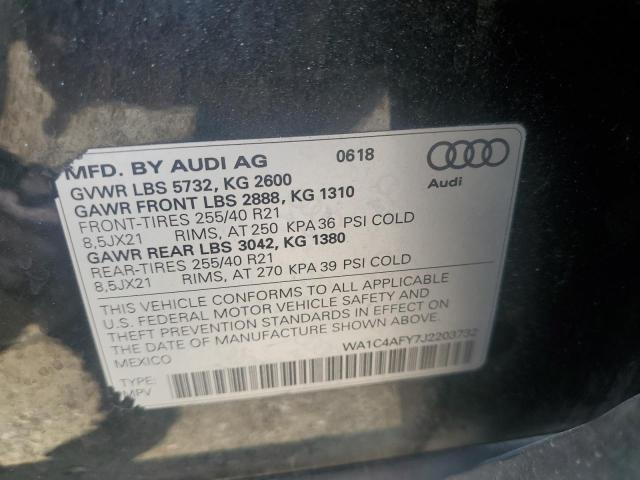 MFD. BY AUDI AG 0618
GVWR LBS 5732, KG 2600
GAWR FRONT LBS 2888, KG 1310
FRONT-TIRES 255/40 R21
8,5JX21 RIMS, AT 250 KPA 36 PSI COLD
GAWR REAR LBS 3042, KG 1380
REAR-TIRES 255/40 R21
8,5JX21 RIMS, AT 270 KPA 39 PSI COLD
Audi
THIS VEHICLE CONFORMS TO ALL APPLICABLE
U.S. FEDERAL MOTOR VEHICLE SAFETY AND
THEFT PREVENTION STANDARDS IN EFFECT ON
THE DATE OF MANUFACTURE SHOWN ABOVE.
MEXICO
WA1C4AFY7J2203732
TYPE:
MPV